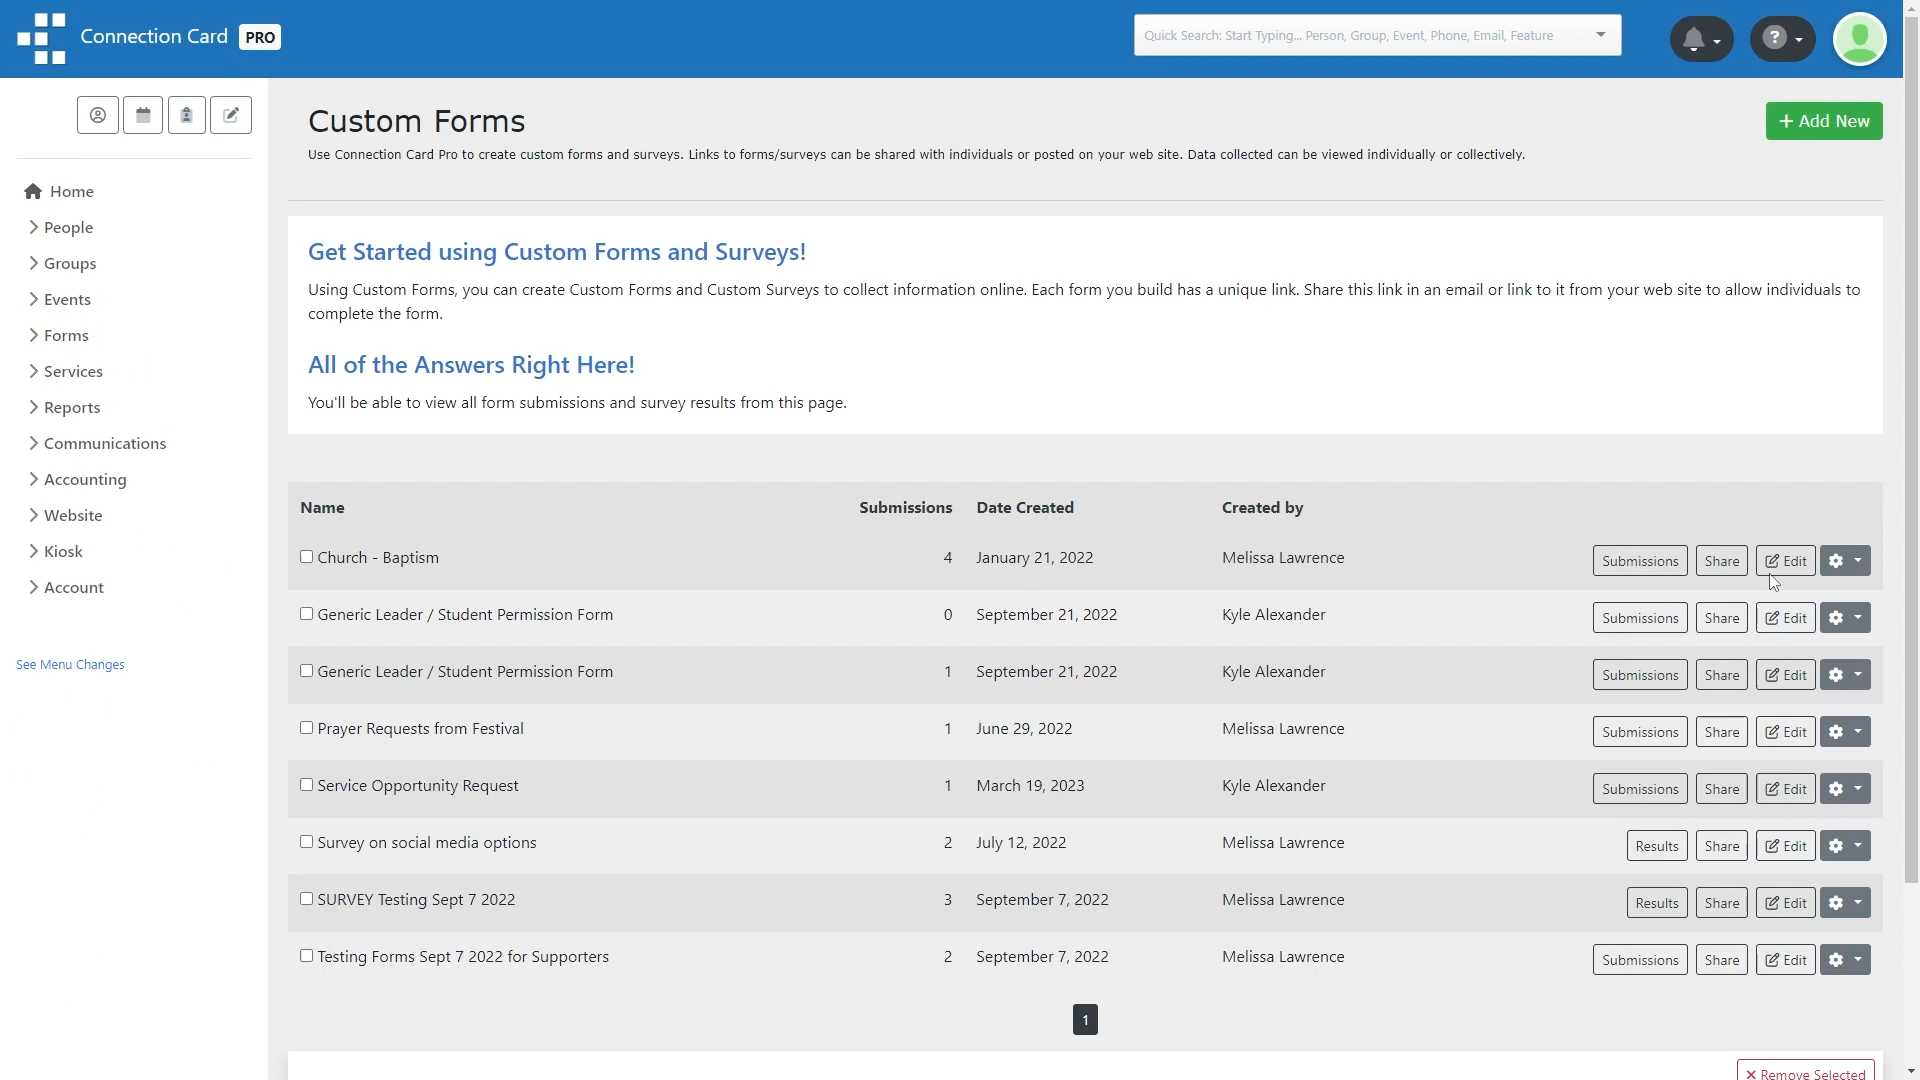 Connection Card PRO
Quick Search: Start Typing... Person, Group, Event, Phone, Email, Feature
?
Home
People
Groups
Events
Forms
Services
Reports
Communications
Accounting
Website
Kiosk
Account
See Menu Changes
Custom Forms
+ Add New
Use Connection Card Pro to create custom forms and surveys. Links to forms/surveys can be shared with individuals or posted on your web site. Data collected can be viewed individually or collectively.
Get Started using Custom Forms and Surveys!
Using Custom Forms, you can create Custom Forms and Custom Surveys to collect information online. Each form you build has a unique link. Share this link in an email or link to it from your web site to allow individuals to
complete the form.
All of the Answers Right Here!
You'll be able to view all form submissions and survey results from this page.
Name Submissions Date Created Created by
Church - Baptism 4 January 21, 2022 Melissa Lawrence Submissions Share Edit
Generic Leader / Student Permission Form 0 September 21, 2022 Kyle Alexander Submissions Share Edit
Generic Leader / Student Permission Form 1 September 21, 2022 Kyle Alexander Submissions Share Edit
Prayer Requests from Festival 1 June 29, 2022 Melissa Lawrence Submissions Share Edit
Service Opportunity Request 1 March 19, 2023 Kyle Alexander Submissions Share Edit
Survey on social media options 2 July 12, 2022 Melissa Lawrence Results Share Edit
SURVEY Testing Sept 7 2022 3 September 7, 2022 Melissa Lawrence Results Share Edit
Testing Forms Sept 7 2022 for Supporters 2 September 7, 2022 Melissa Lawrence Submissions Share Edit
1
× Remove Selected